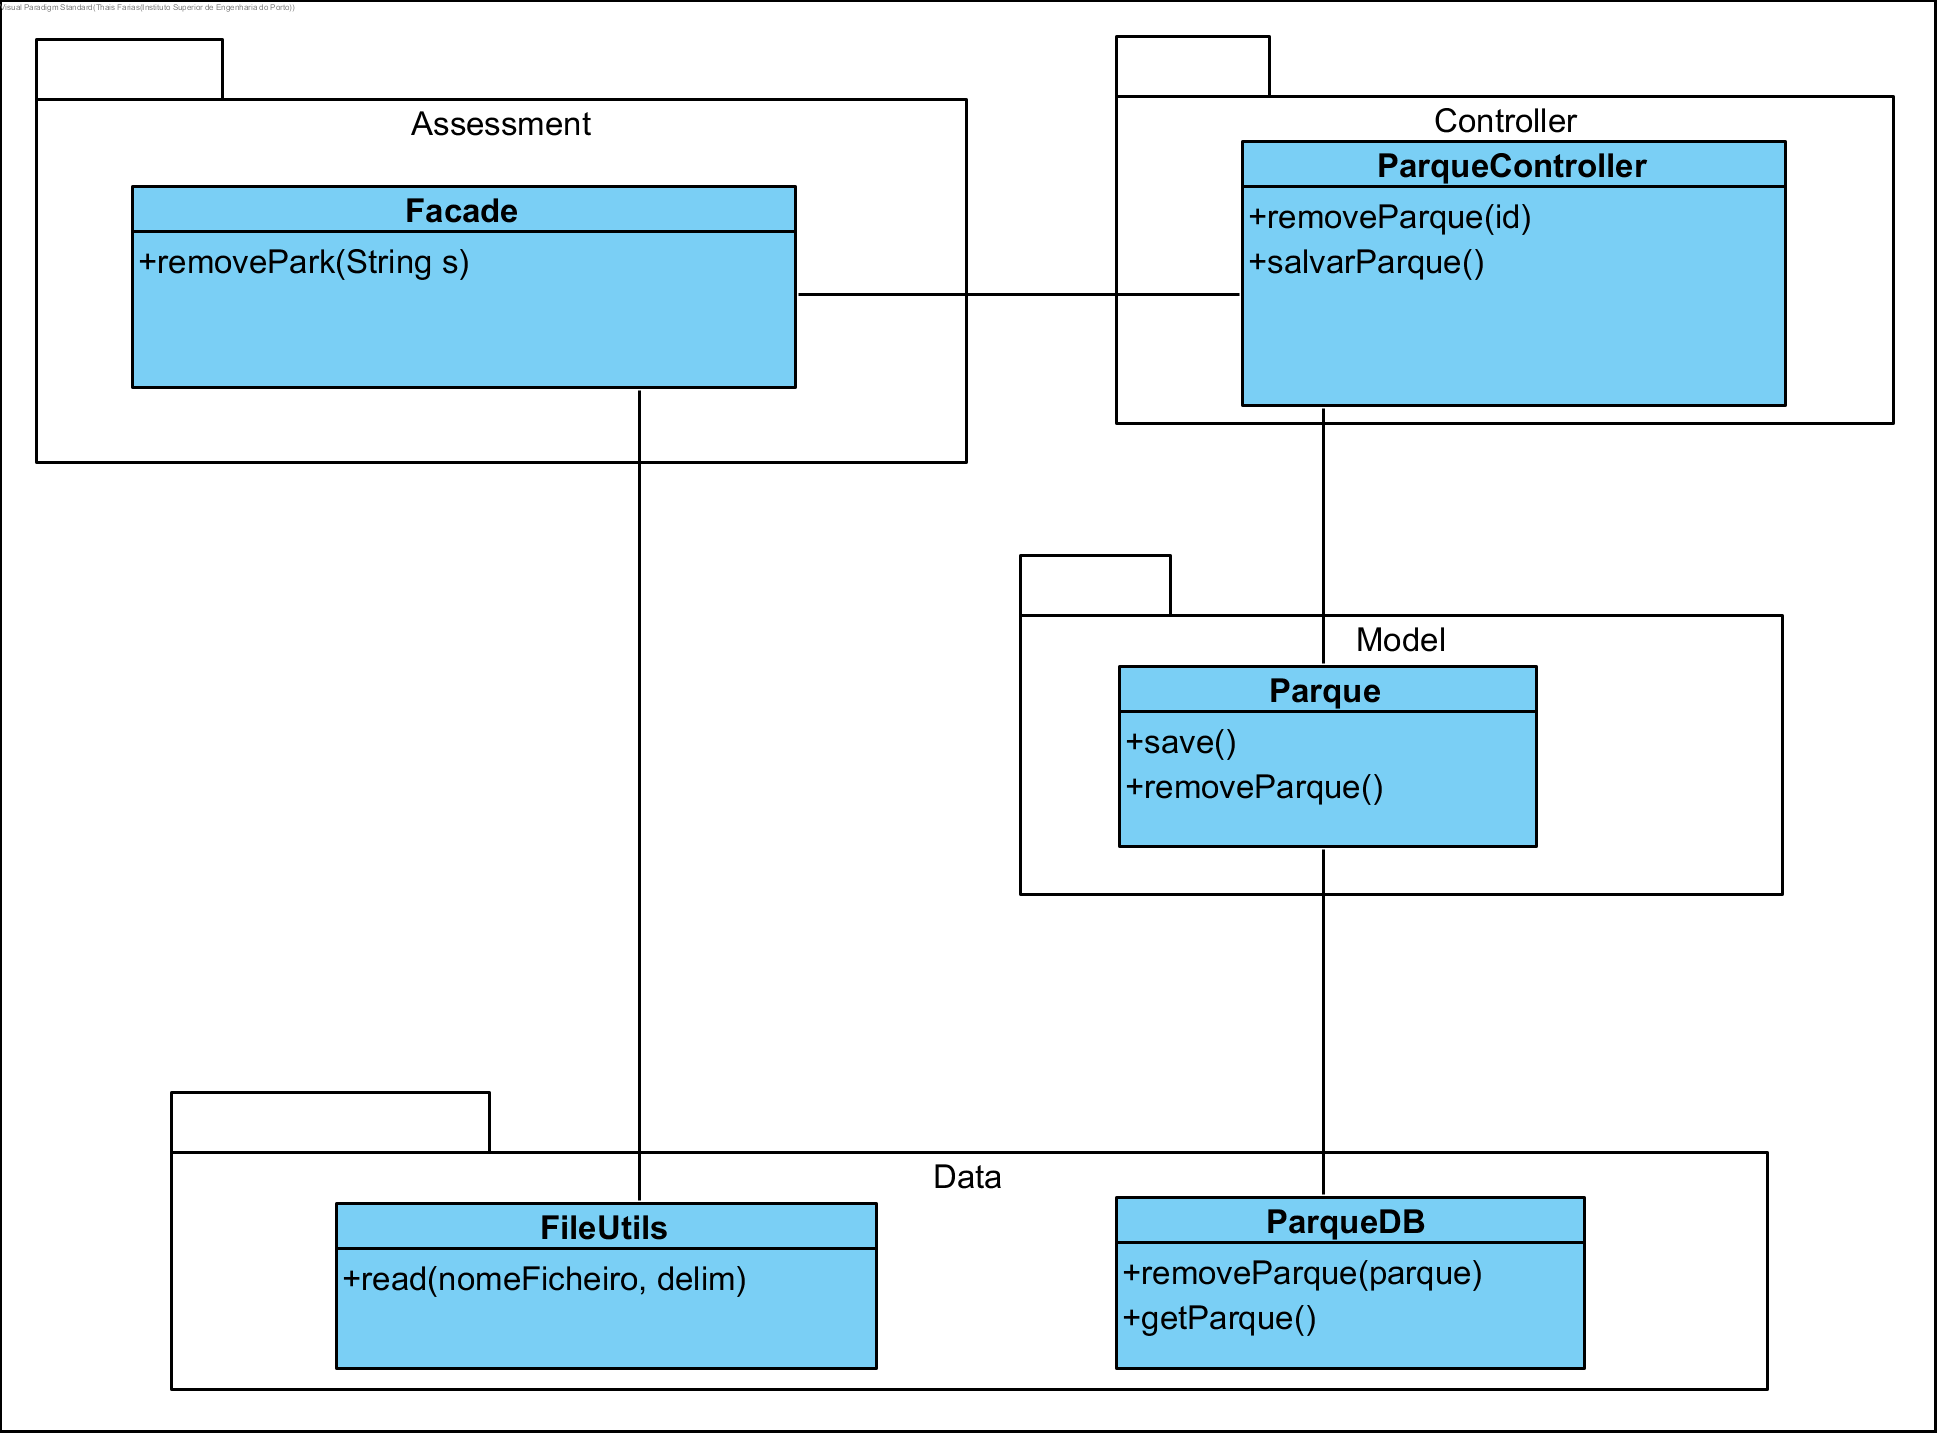 Visual Paradigm Standard(Thais Farias(Instituto Superior de Engenharia do Porto))
Assessment
Facade
+removePark(String s)
Controller
ParqueController
+removeParque(id)
+salvarParque()
Model
Parque
+save()
+removeParque()
Data
FileUtils
+read(nomeFicheiro, delim)
ParqueDB
+removeParque(parque)
+getParque()